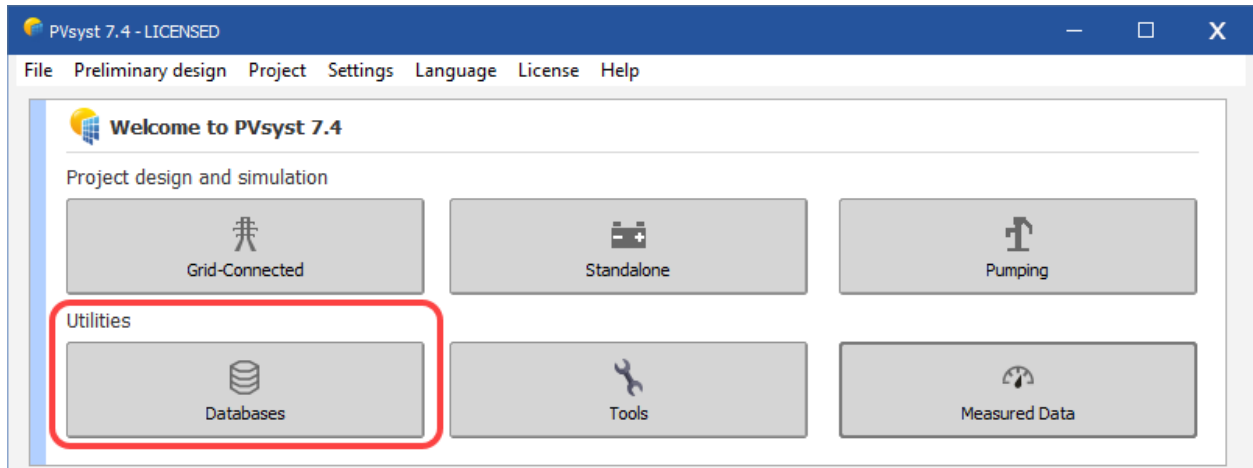 PVsyst 7.4 - LICENSED
File Preliminary design Project Settings Language License Help
Welcome to PVsyst 7.4
Project design and simulation
Grid-Connected Standalone Pumping
Utilities
Databases Tools Measured Data